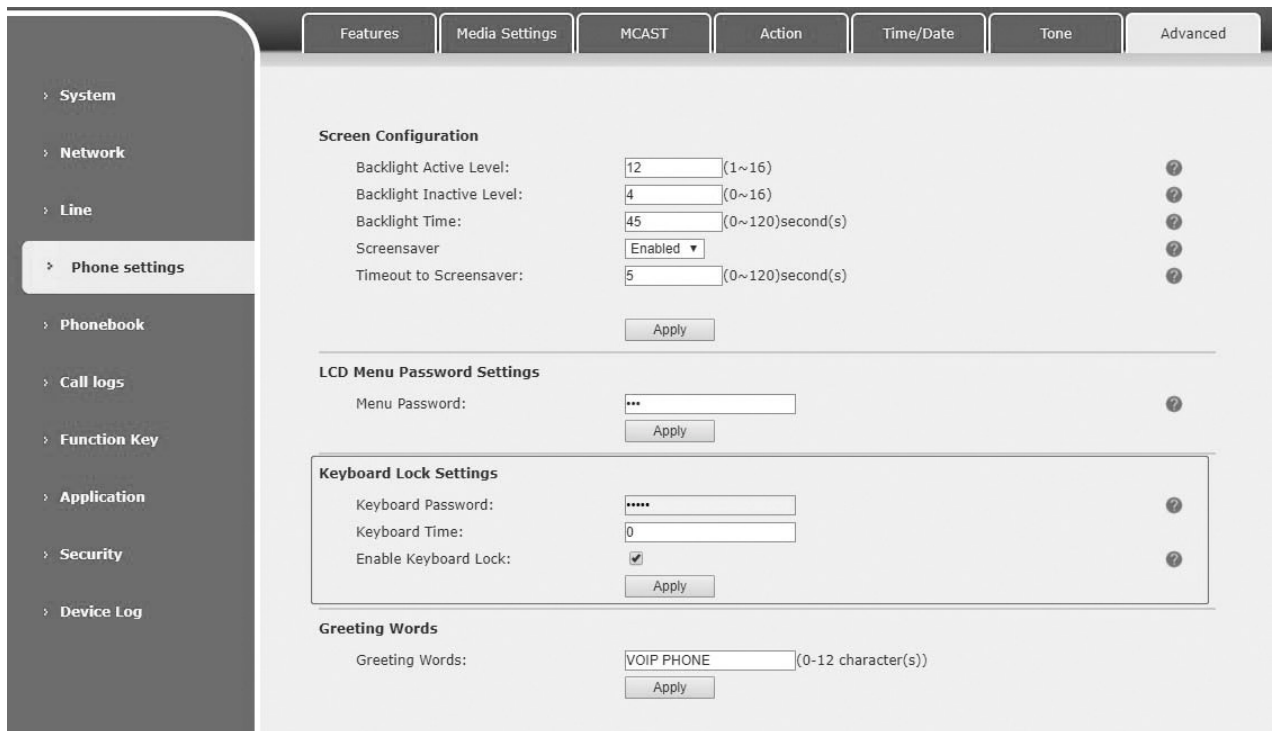 Features Media Settings MCAST Action Time/Date Tone Advanced
› System
› Network
› Line
› Phone settings
› Phonebook
› Call logs
› Function Key
› Application
› Security
› Device Log
Screen Configuration
Backlight Active Level: 12 (1~16)
Backlight Inactive Level: 4 (0~16)
Backlight Time: 45 (0~120)second(s)
Screensaver Enabled ▼
Timeout to Screensaver: 5 (0~120)second(s)
Apply
LCD Menu Password Settings
Menu Password: •••
Apply
Keyboard Lock Settings
Keyboard Password: •••••
Keyboard Time: 0
Enable Keyboard Lock:
Apply
Greeting Words
Greeting Words: VOIP PHONE (0-12 character(s))
Apply